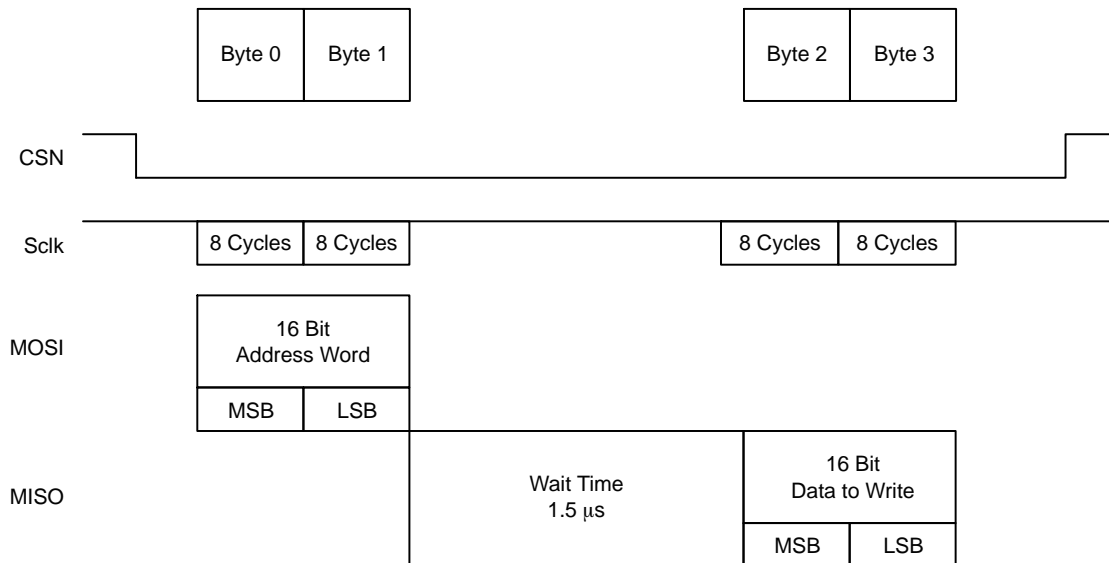 Byte 0
Byte 1
Byte 2
Byte 3
CSN
Sclk
8 Cycles
8 Cycles
8 Cycles
8 Cycles
MOSI
16 Bit
Address Word
MSB
LSB
MISO
Wait Time
1.5 μs
16 Bit
Data to Write
MSB
LSB